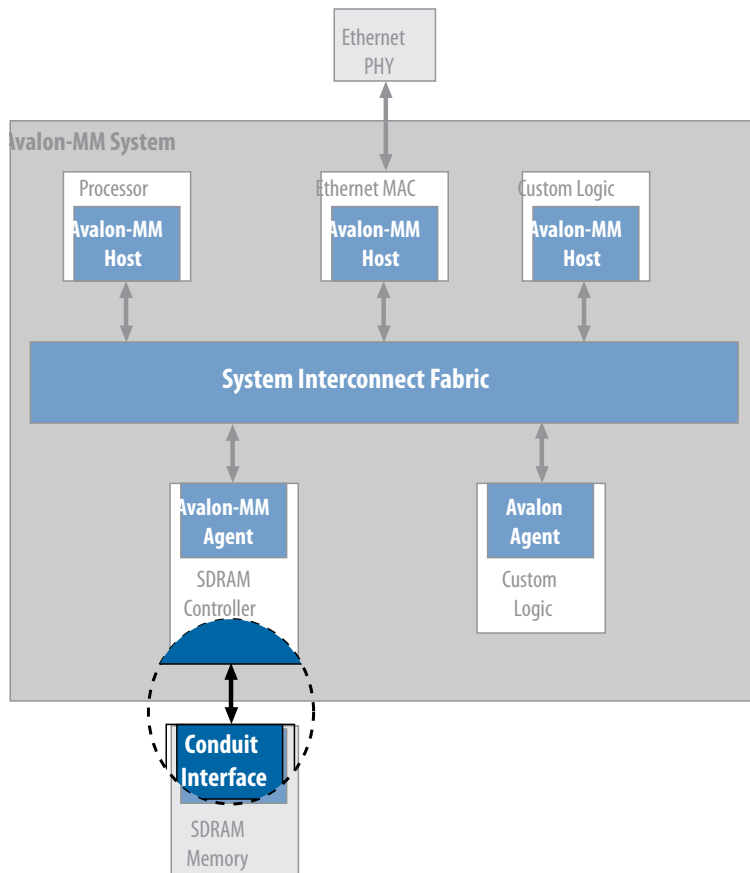 Ethernet
PHY
Avalon-MM System
Processor
Ethernet MAC
Custom Logic
Avalon-MM
Host
Avalon-MM
Host
Avalon-MM
Host
System Interconnect Fabric
Avalon-MM
Agent
Avalon
Agent
SDRAM
Controller
Custom
Logic
Conduit
Interface
SDRAM
Memory